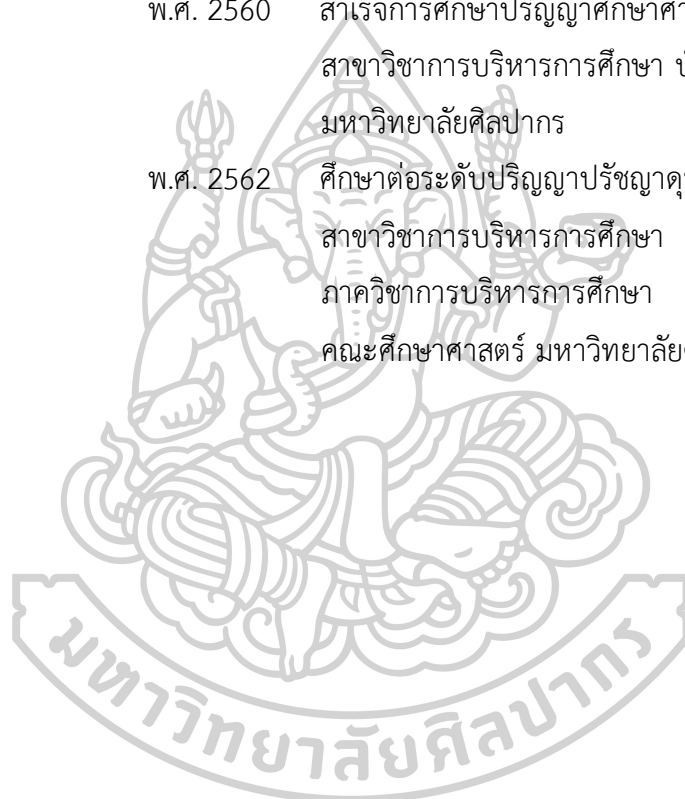 พ.ศ. 2560 สำเร็จการศึกษาปริญญาศึกษาศา
สาขาวิชาการบริหารการศึกษา
มหาวิทยาลัยศิลปากร
พ.ศ. 2562 ศึกษาต่อระดับปริญญาปรัชญาดุ
สาขาวิชาการบริหารการศึกษา
ภาควิชาการบริหารการศึกษา
คณะศึกษาศาสตร์ มหาวิทยาลัย
มหาวิทยาลัยศิลปากร